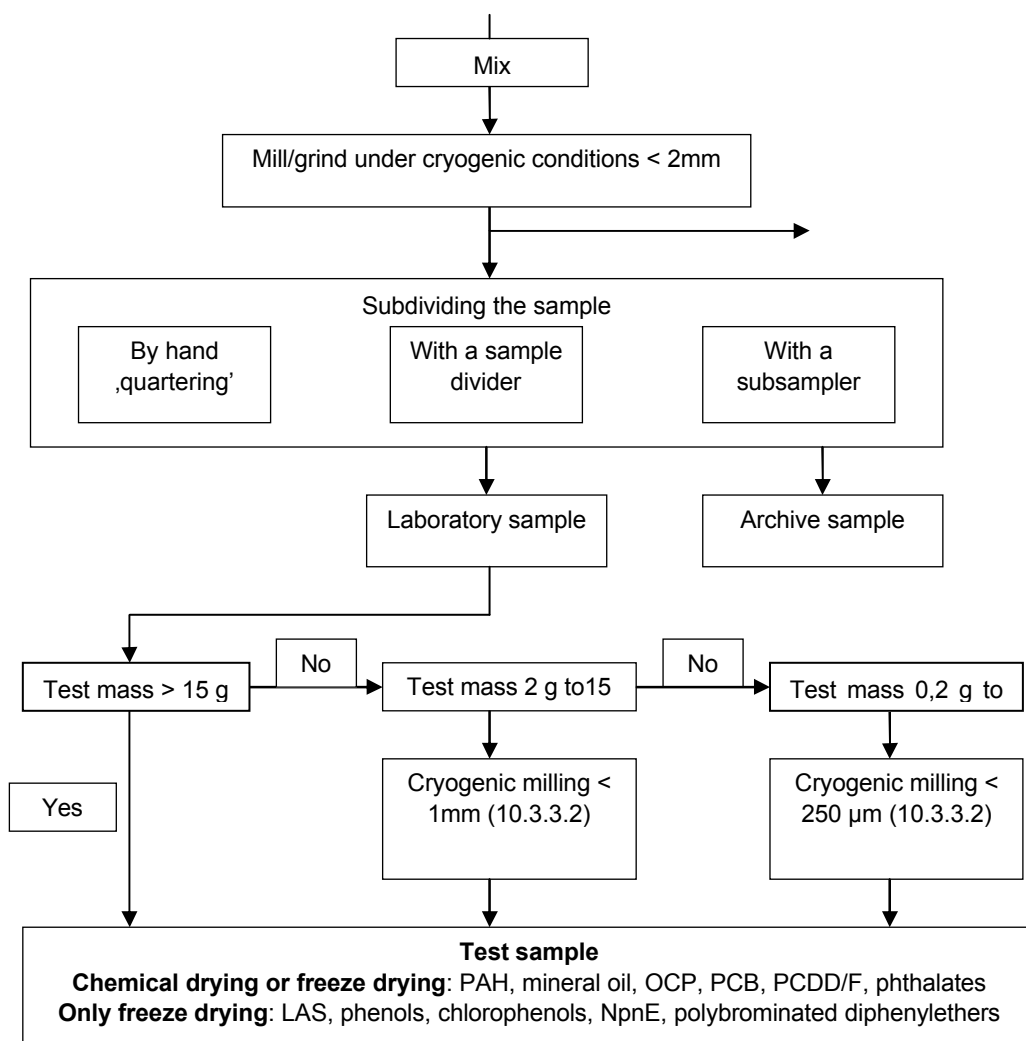 Mix
Mill/grind under cryogenic conditions < 2mm
Subdividing the sample
By hand
‚quartering’
With a sample
divider
With a
subsampler
Laboratory sample
Archive sample
No
No
Test mass > 15 g
Test mass 2 g to15
Test mass 0,2 g to
Yes
Cryogenic milling <
1mm (10.3.3.2)
Cryogenic milling <
250 µm (10.3.3.2)
Test sample
Chemical drying or freeze drying: PAH, mineral oil, OCP, PCB, PCDD/F, phthalates
Only freeze drying: LAS, phenols, chlorophenols, NpnE, polybrominated diphenylethers